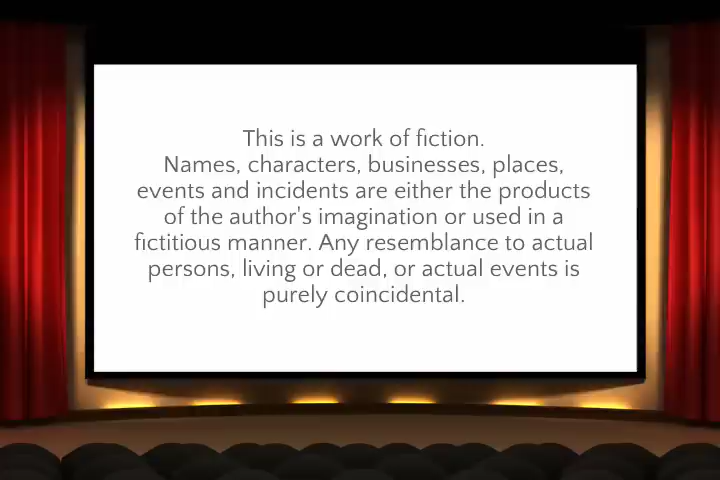 This is a work of fiction.
Names, characters, businesses, places,
events and incidents are either the products
of the author's imagination or used in a
fictitious manner. Any resemblance to actual
persons, living or dead, or actual events is
purely coincidental.